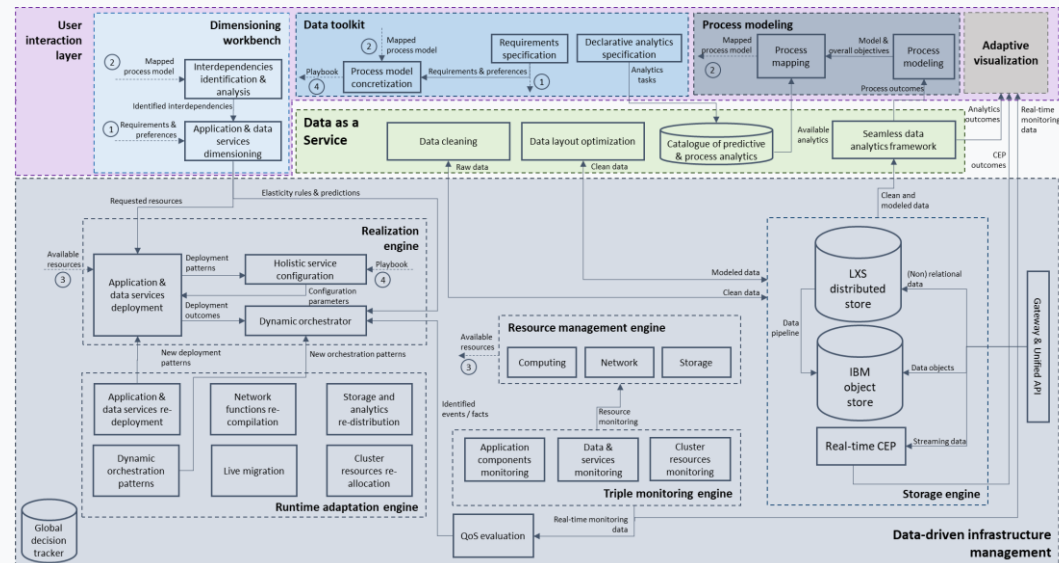 User
interaction
layer
Dimensioning
workbench
2
Mapped
process model
Interdependencies
identification &
analysis
Identified interdependencies
1
Requirements &
preferences
Application & data
services
dimensioning
Data toolkit
Mapped
process model
2
Requirements
specification
Declarative analytics
specification
Playbook
4
Process model
concretization
Requirements & preferences
1
Analytics
tasks
Process modeling
Mapped
process model
2
Process
mapping
Model &
overall objectives
Process
modeling
Process outcomes
Adaptive
visualization
Data as a
Service
Data cleaning
Raw data
Data layout optimization
Clean data
Catalogue of predictive
& process analytics
Available
analytics
Seamless data
analytics framework
Analytics
outcomes
Real-time
monitoring
data
CEP
outcomes
Requested resources
Elasticity rules & predictions
Clean and
modeled data
Realization
engine
Available
resources
3
Application &
data services
deployment
Deployment
patterns
Holistic service
configuration
Playbook
4
Configuration
parameters
Deployment
outcomes
Dynamic orchestrator
New deployment
patterns
New orchestration patterns
Modeled data
Clean data
LXS
distributed
store
(Non) relational
data
Data
pipeline
IBM
object
store
Data objects
Real-time CEP
Streaming data
Storage engine
Gateway & Unified API
Resource management engine
Available
resources
3
Computing
Network
Storage
Resource
monitoring
Application
components
monitoring
Data &
services
monitoring
Cluster
resources
monitoring
Triple monitoring engine
Identified
events / facts
Application &
data services re-
deployment
Network
functions re-
compilation
Storage and
analytics
re-distribution
Dynamic
orchestration
patterns
Live migration
Cluster
resources re-
allocation
Runtime adaptation engine
Global
decision
tracker
QoS evaluation
Real-time monitoring
data
Data-driven infrastructure
management